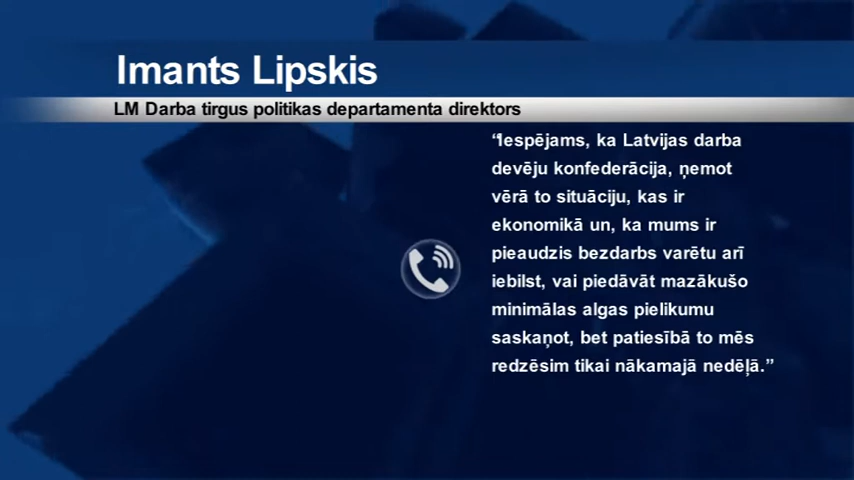 Imants Lipskis
LM Darba tirgus politikas departamenta direktors
“Iespējams, ka Latvijas darba
devēju konfederācija, ņemot
vērā to situāciju, kas ir
ekonomikā un, ka mums ir
pieaudzis bezdarbs varētu arī
iebilst, vai piedāvāt mazākušo
minimālas algas pielikumu
saskaņot, bet patiesībā to mēs
redzēsim tikai nākamajā nedēļā.”